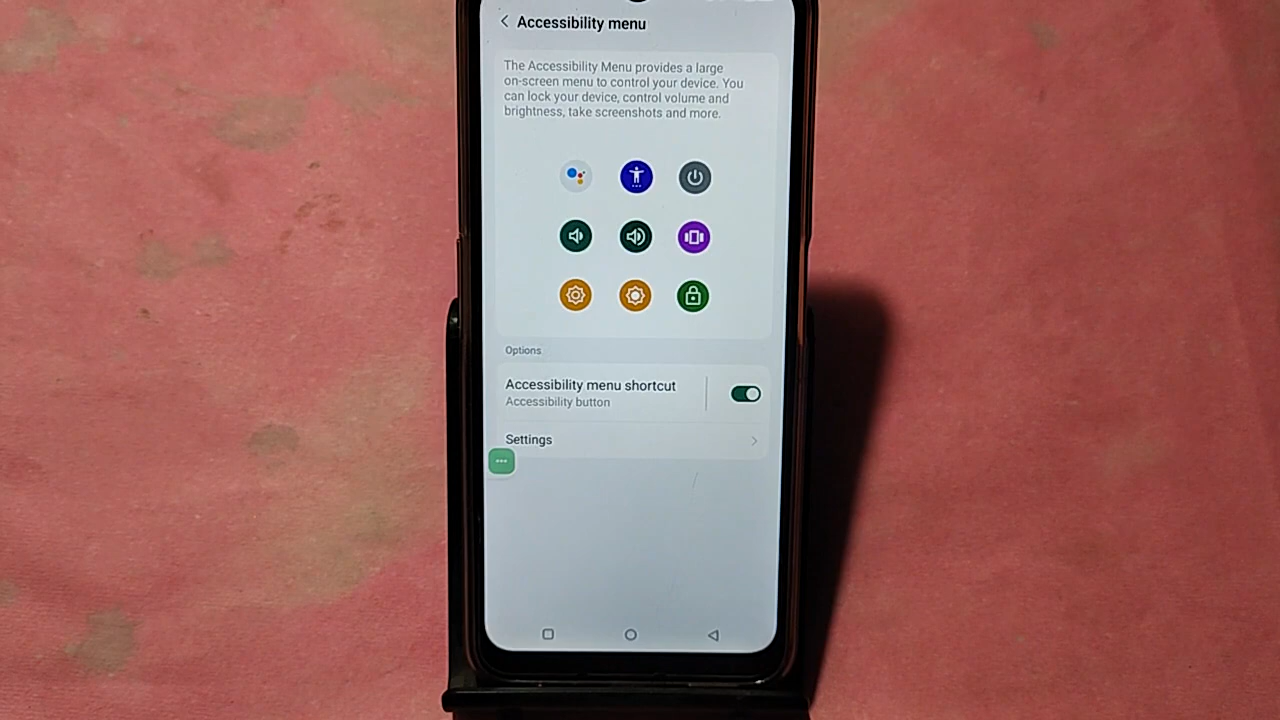 Accessibility menu
The Accessibility Menu provides a large
on-screen menu to control your device. You
can lock your device, control volume and
brightness, take screenshots and more.
Options
Accessibility menu shortcut
Accessibility button
Settings